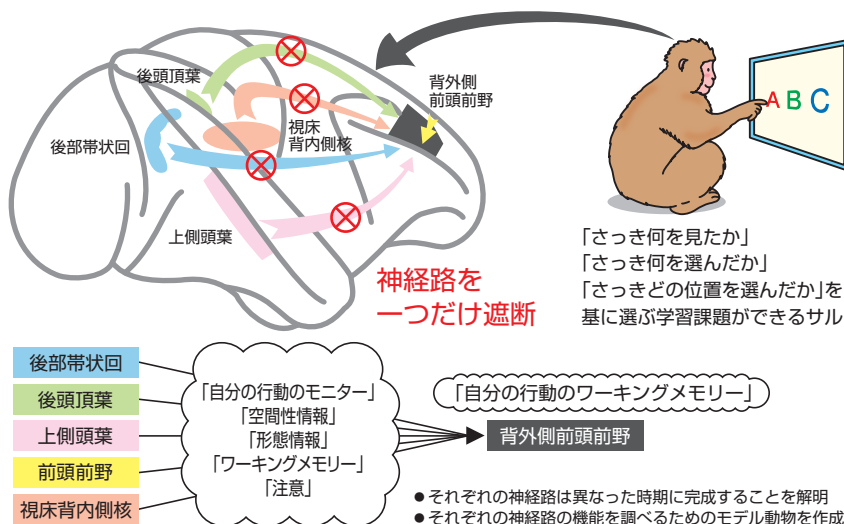 後頭頂葉
背外側
前頭前野
A B C
後部帯状回
視床
背内側核
上側頭葉
神経路を
一つだけ遮断
「さっき何を見たか」
「さっき何を選んだか」
「さっきどの位置を選んだか」を
基に選ぶ学習課題ができるサル
後部帯状回
後頭頂葉
上側頭葉
前頭前野
視床背内側核
「自分の行動のモニター」
「空間性情報」
「形態情報」
「ワーキングメモリー」
「注意」
「自分の行動のワーキングメモリー」
背外側前頭前野
●それぞれの神経路は異なった時期に完成することを解明
●それぞれの神経路の機能を調べるためのモデル動物を作成